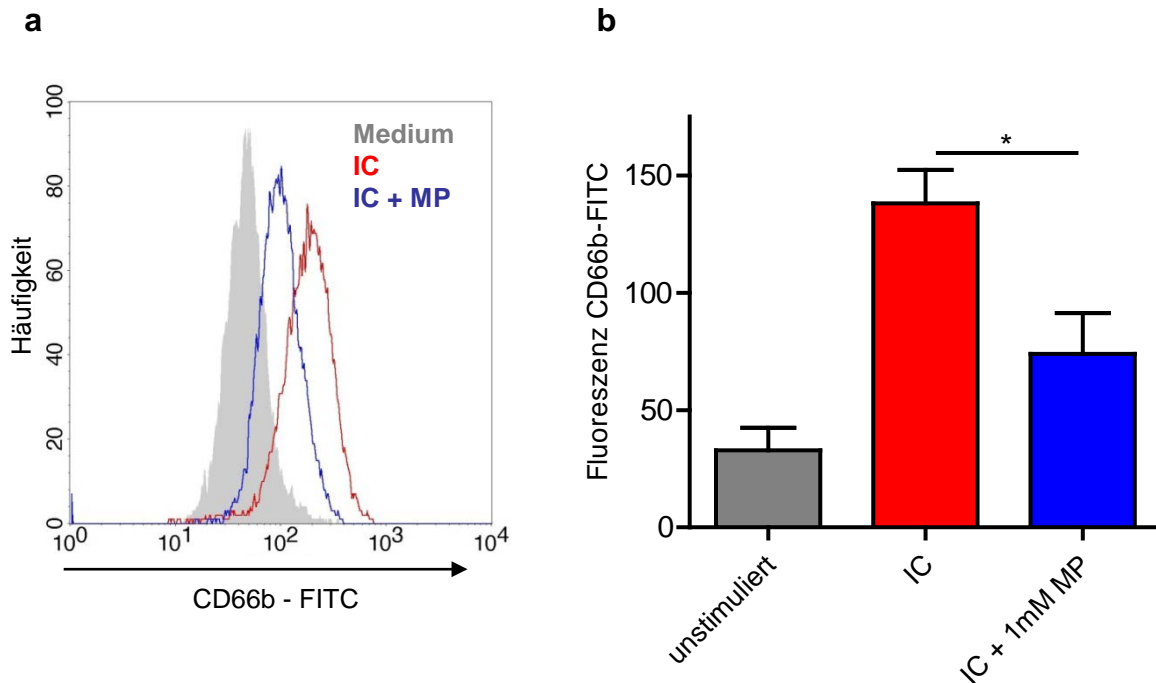 a
Häufigkeit
100
80
60
40
20
0
10^0
10^1
10^2
10^3
10^4
CD66b - FITC
Medium
IC
IC + MP
b
Fluoreszenz CD66b-FITC
150
100
50
0
*
unstimuliert
IC
IC + 1mM MP